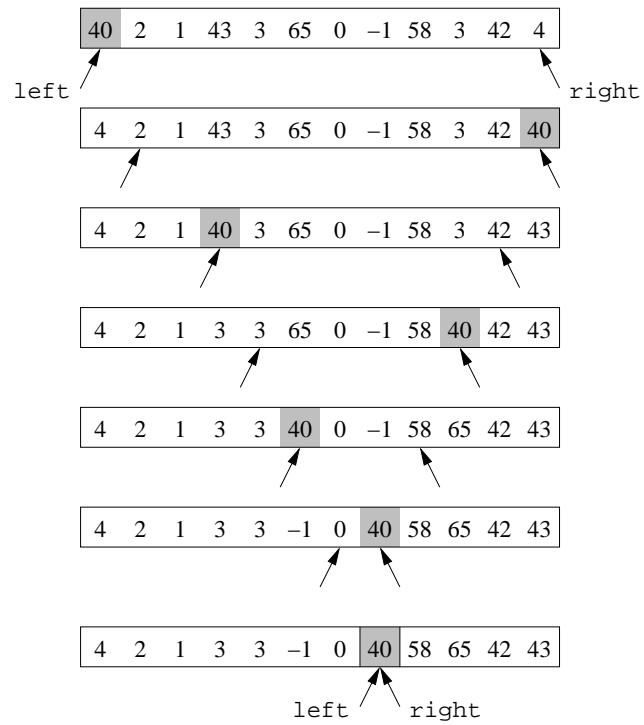 40 2 1 43 3 65 0 −1 58 3 42 4
left right
4 2 1 43 3 65 0 −1 58 3 42 40
4 2 1 40 3 65 0 −1 58 3 42 43
4 2 1 3 3 65 0 −1 58 40 42 43
4 2 1 3 3 40 0 −1 58 65 42 43
4 2 1 3 3 −1 0 40 58 65 42 43
4 2 1 3 3 −1 0 40 58 65 42 43
left right